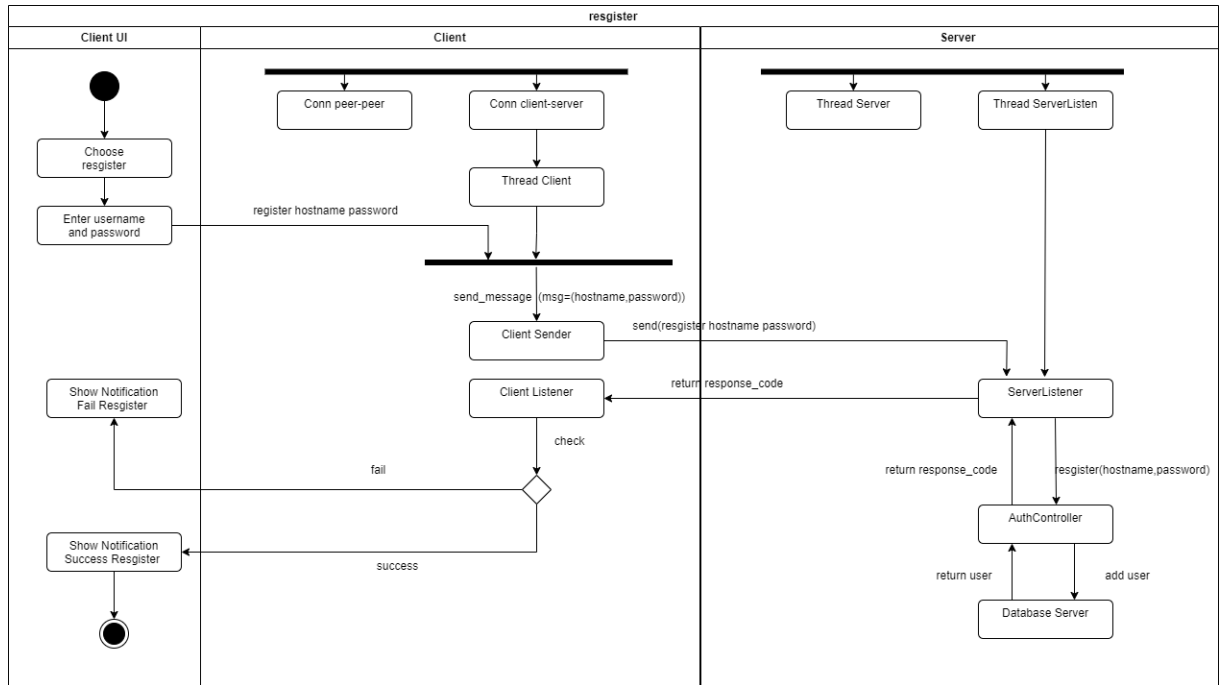 resgister
Client UI
Client
Server
Conn peer-peer
Conn client-server
Thread Server
Thread ServerListen
Choose
resgister
Thread Client
Enter username
and password
register hostname password
send_message (msg=(hostname,password))
Client Sender
send(resgister hostname password)
Show Notification
Fail Resgister
Client Listener
return response_code
ServerListener
check
fail
return response_code
resgister(hostname,password)
AuthController
Show Notification
Success Resgister
success
return user
add user
Database Server